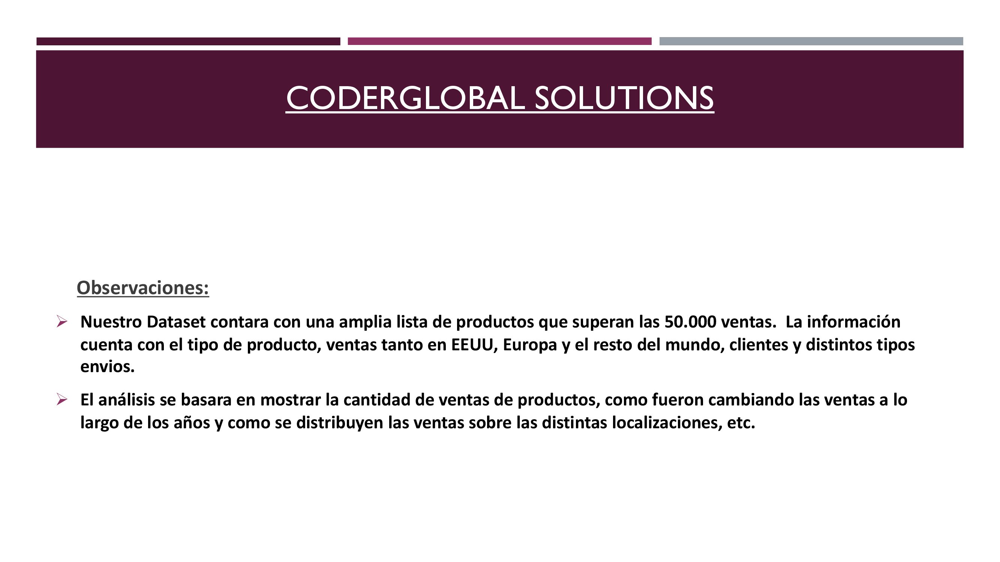 CODERGLOBAL SOLUTIONS
Observaciones:
Nuestro Dataset contara con una amplia lista de productos que superan las 50.000 ventas.  La información
cuenta con el tipo de producto, ventas tanto en EEUU, Europa y el resto del mundo, clientes y distintos tipos
envios.
El análisis se basara en mostrar la cantidad de ventas de productos, como fueron cambiando las ventas a lo
largo de los años y como se distribuyen las ventas sobre las distintas localizaciones, etc.